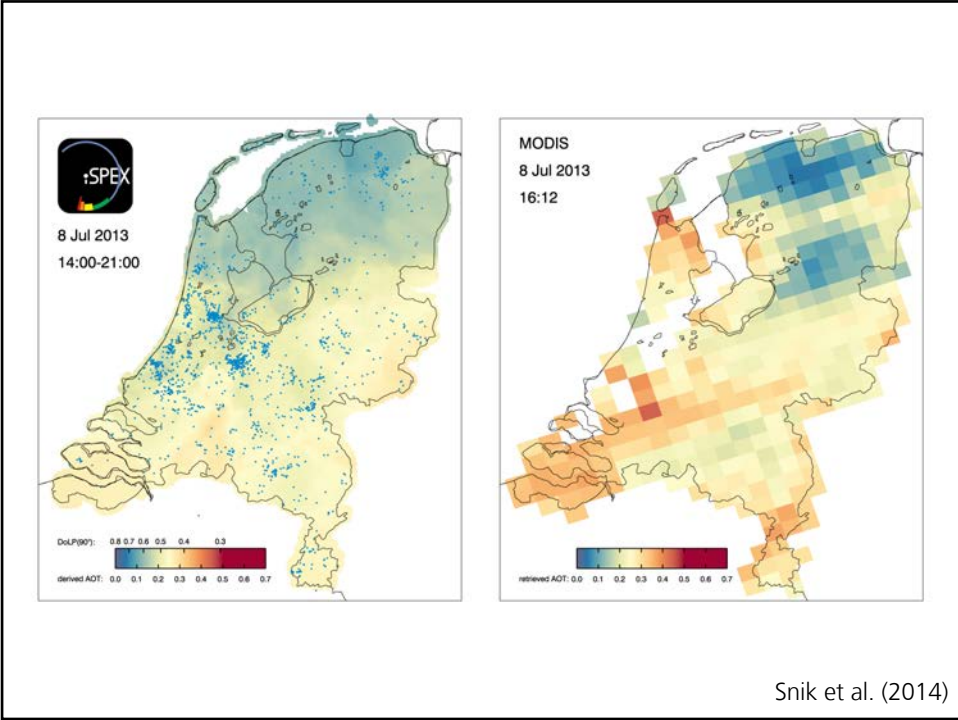 iSPEX
8 Jul 2013
14:00-21:00
DoLP(90°): 0.8 0.7 0.6 0.5 0.4 0.3
derived AOT: 0.0 0.1 0.2 0.3 0.4 0.5 0.6 0.7
MODIS
8 Jul 2013
16:12
retrieved AOT: 0.0 0.1 0.2 0.3 0.4 0.5 0.6 0.7
Snik et al. (2014)